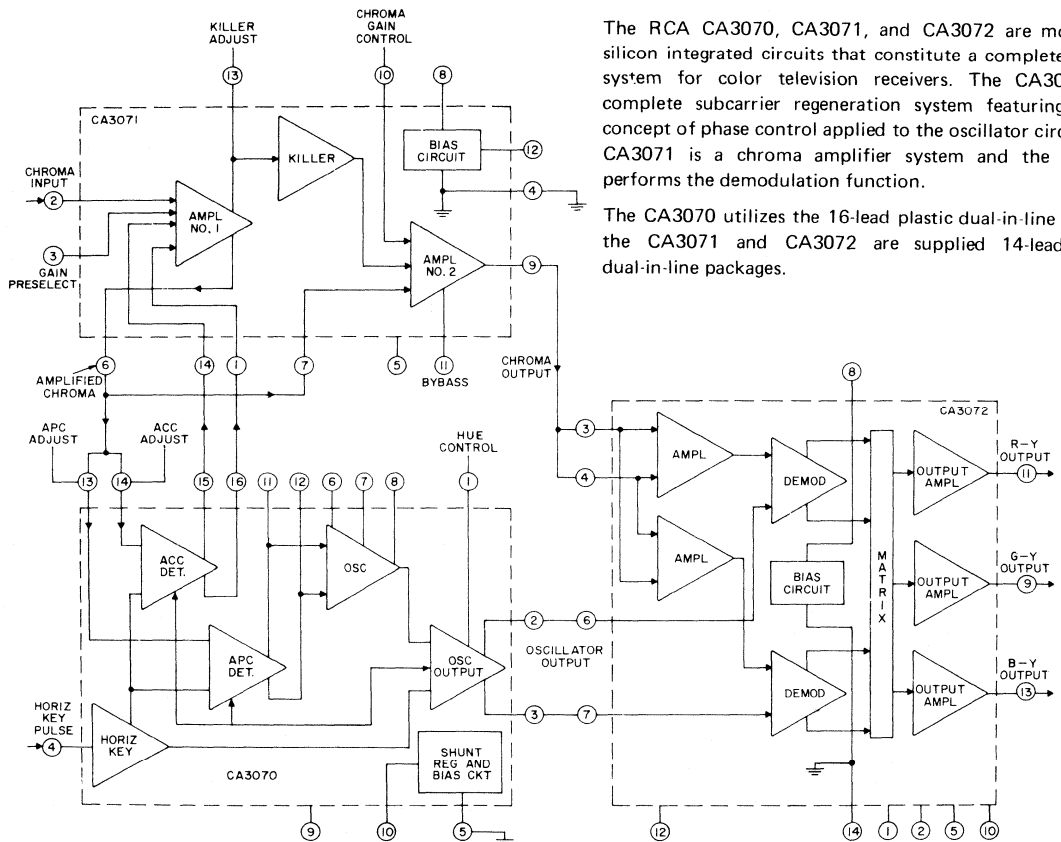 The RCA CA3070, CA3071, and CA3072 are
silicon integrated circuits that constitute a complete
system for color television receivers. The
complete subcarrier regeneration system featuring
concept of phase control applied to the oscillator
CA3071 is a chroma amplifier system and the
performs the demodulation function.
The CA3070 utilizes the 16-lead plastic dual-in-line
the CA3071 and CA3072 are supplied 14-lead
dual-in-line packages.
KILLER
ADJUST
13
CHROMA
GAIN
CONTROL
10
8
CA3071
KILLER
BIAS
CIRCUIT
12
4
CHROMA
INPUT
2
AMPL
NO. 1
3
GAIN
PRESELECT
AMPL
NO. 2
9
6
14
1
7
5
11
BYPASS
AMPLIFIED
CHROMA
CHROMA
OUTPUT
APC
ADJUST
ACC
ADJUST
13
14
15
16
11
12
6
7
8
HUE
CONTROL
1
ACC
DET.
OSC
APC
DET.
OSC
OUTPUT
HORIZ
KEY
PULSE
4
HORIZ
KEY
CA3070
SHUNT
REG AND
BIAS CKT
9
10
5
2
6
OSCILLATOR
OUTPUT
3
7
8
CA3072
3
4
AMPL
AMPL
DEMOD
BIAS
CIRCUIT
DEMOD
MATRIX
OUTPUT
AMPL
R-Y
OUTPUT
11
OUTPUT
AMPL
G-Y
OUTPUT
9
OUTPUT
AMPL
B-Y
OUTPUT
13
12
14
1
2
5
10